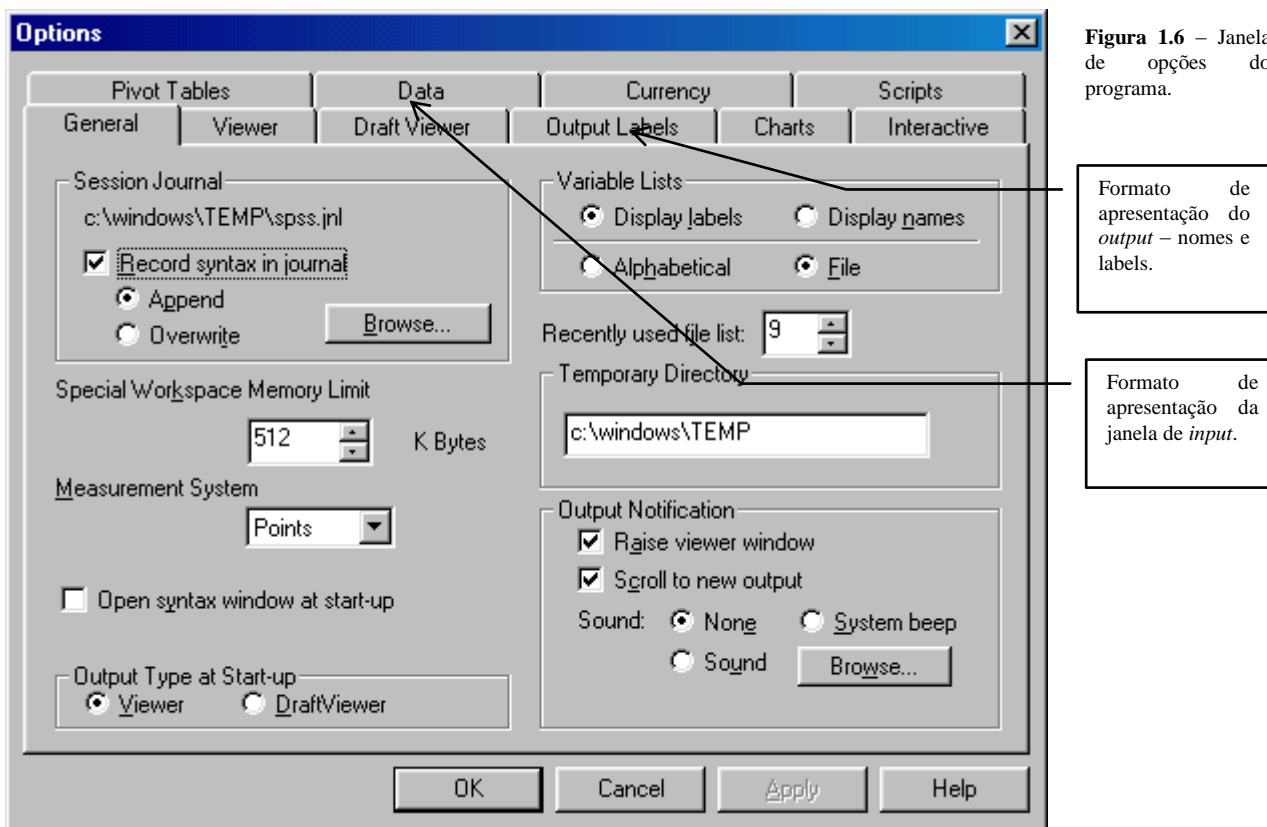 Options
Pivot Tables
Data
Currency
Scripts
General
Viewer
Draft Viewer
Output Labels
Charts
Interactive
Session Journal
c:\windows\TEMP\spss.jnl
Record syntax in journal
Append
Overwrite
Browse...
Special Workspace Memory Limit
512
K Bytes
Measurement System
Points
Open syntax window at start-up
Output Type at Start-up
Viewer
DraftViewer
Variable Lists
Display labels
Display names
Alphabetical
File
Recently used file list:
9
Temporary Directory
c:\windows\TEMP
Output Notification
Raise viewer window
Scroll to new output
Sound:
None
System beep
Sound
Browse...
OK
Cancel
Apply
Help
Figura 1.6 – Janela
de opções do
programa.
Formato de
apresentação do
output – nomes e
labels.
Formato de
apresentação da
janela de input.